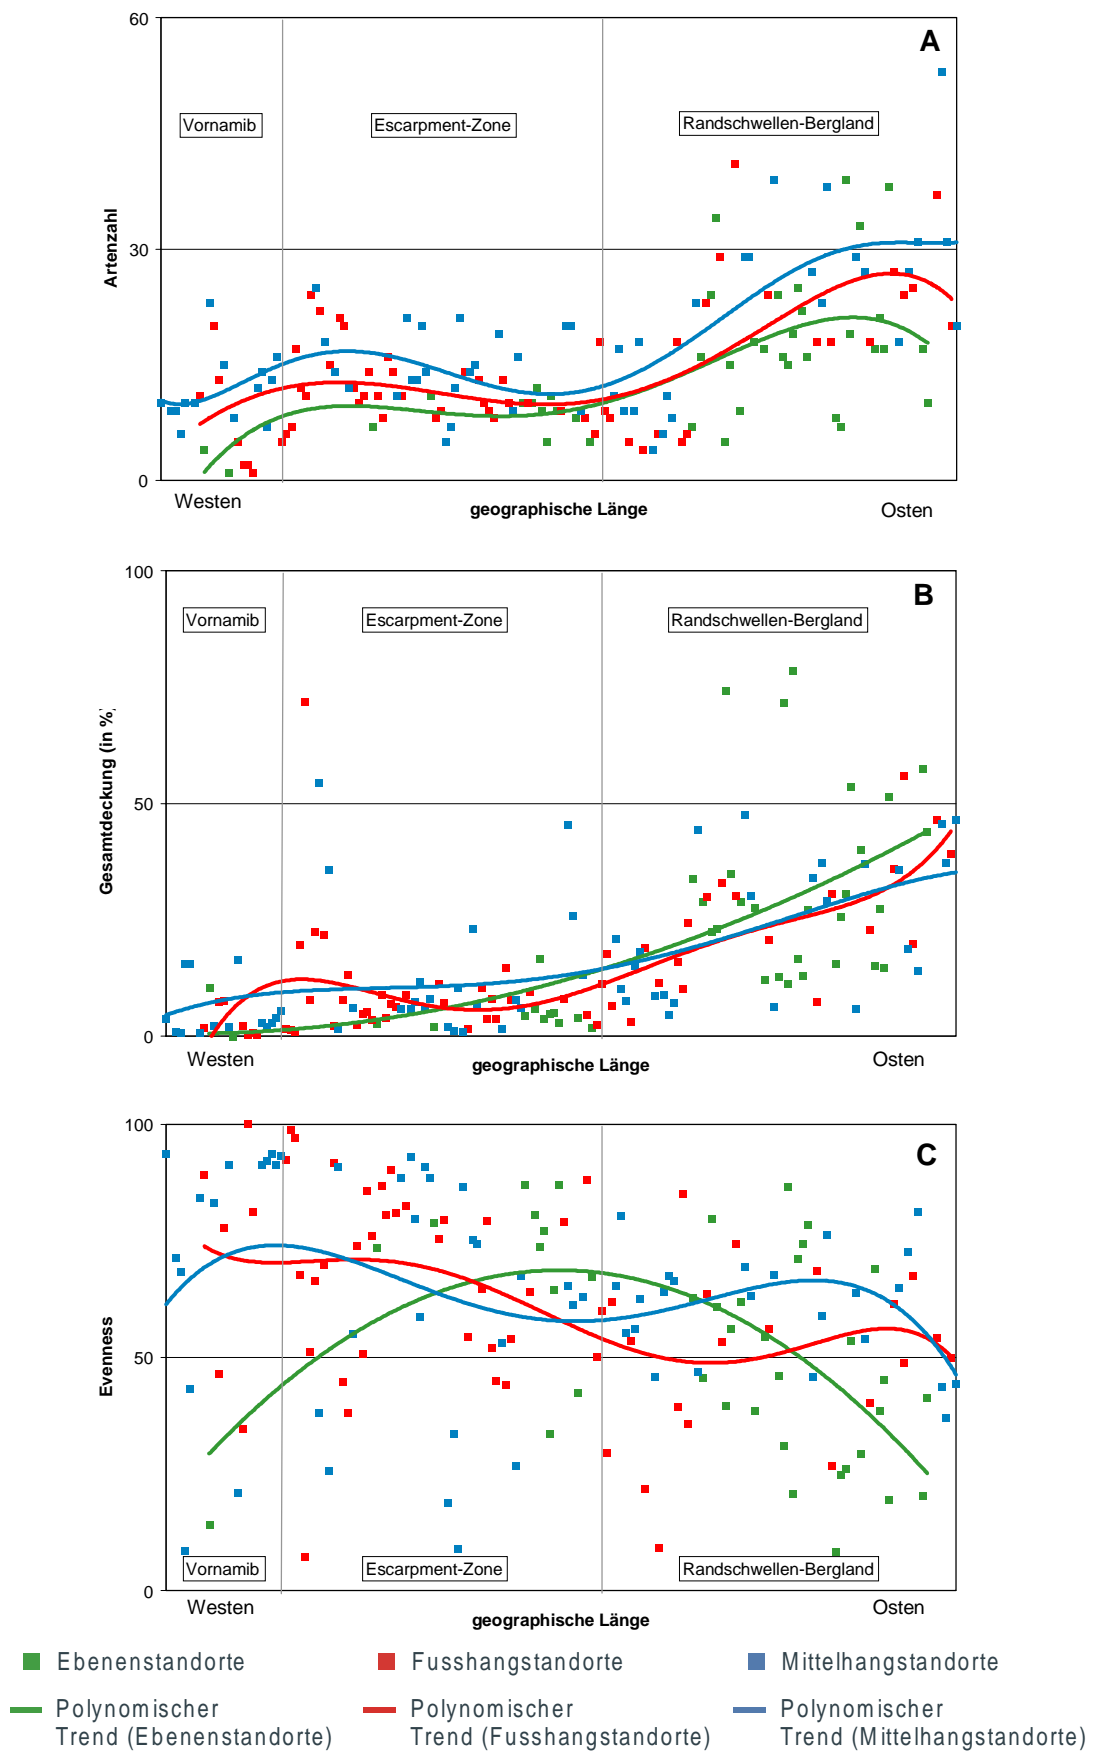 60
A
Vornamib
Escarpment-Zone
Randschwellen-Bergland
Artenzahl
30
0
Westen
geographische Länge
Osten
100
B
Vornamib
Escarpment-Zone
Randschwellen-Bergland
Gesamtdeckung (in %)
50
0
Westen
geographische Länge
Osten
100
C
Evenness
50
Vornamib
Escarpment-Zone
Randschwellen-Bergland
0
Westen
geographische Länge
Osten
Ebenenstandorte
Fusshangstandorte
Mittelhangstandorte
Polynomischer
Trend (Ebenenstandorte)
Polynomischer
Trend (Fusshangstandorte)
Polynomischer
Trend (Mittelhangstandorte)